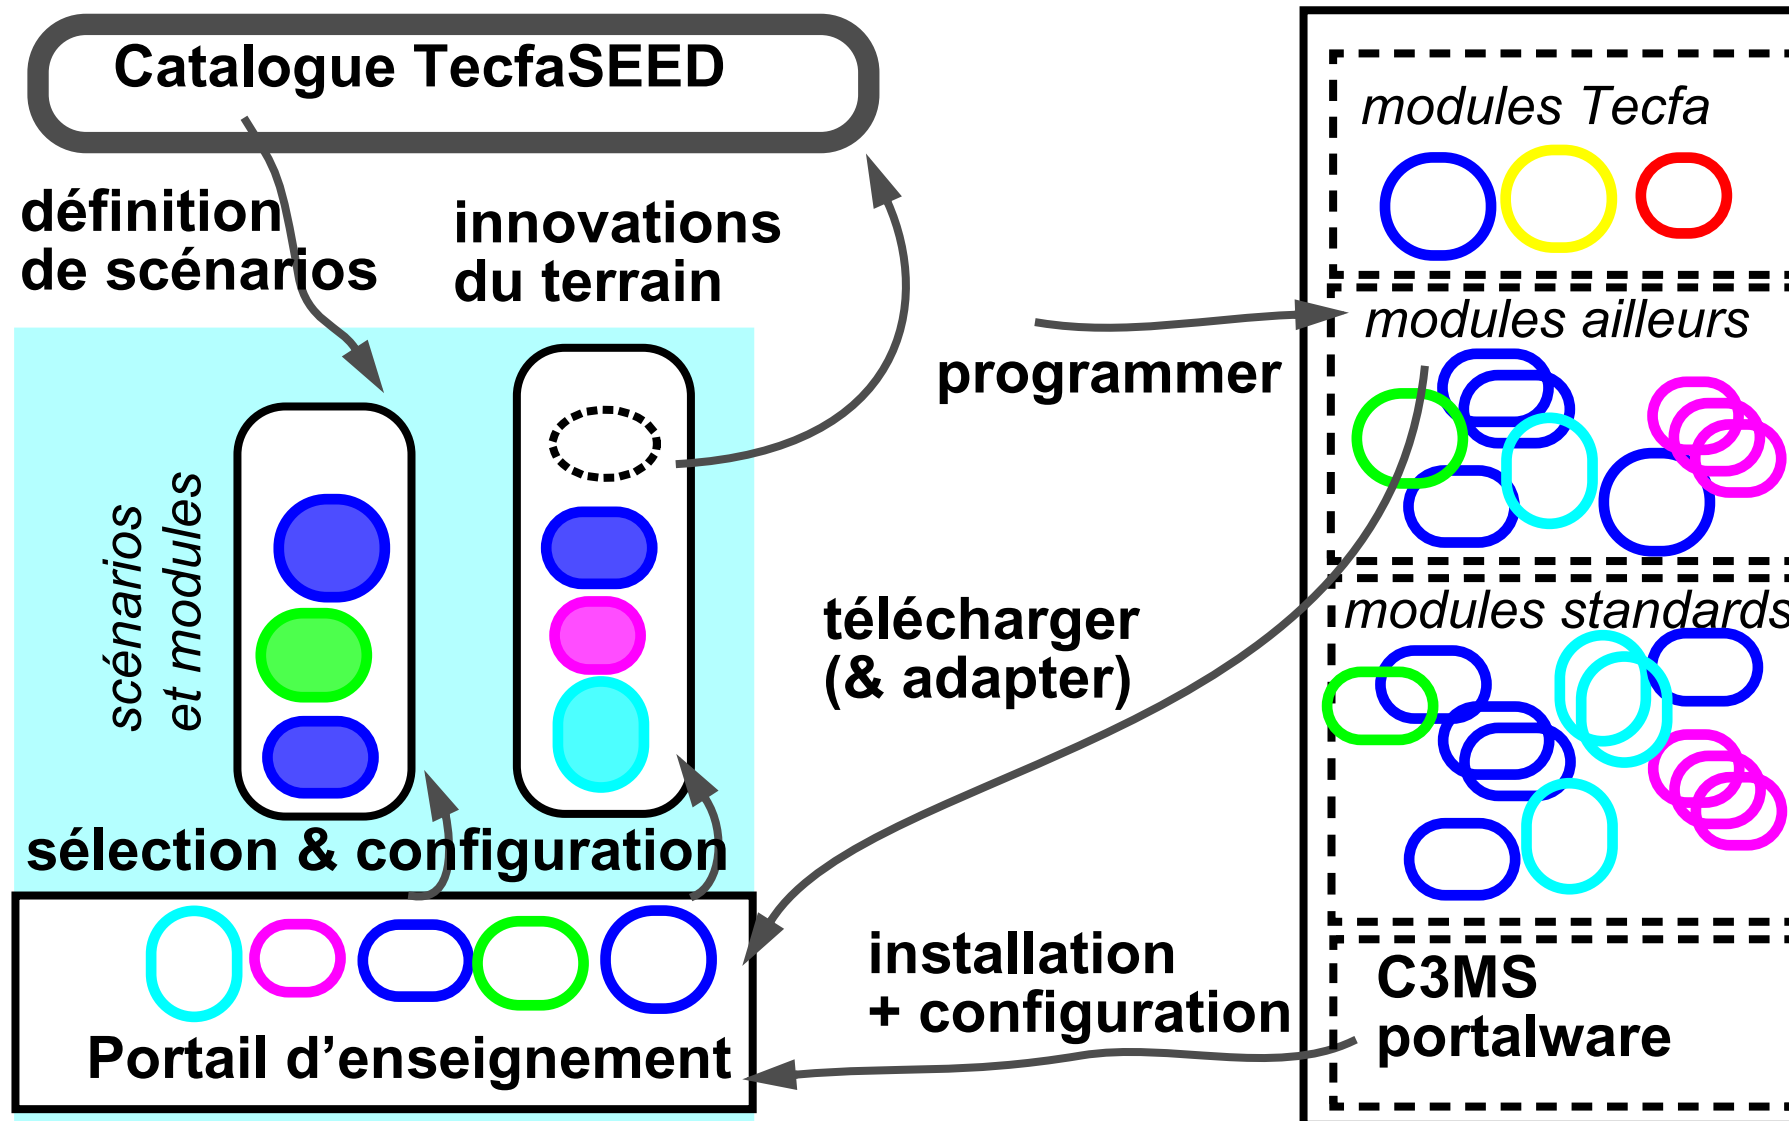 Catalogue TecfaSEED
définition
de scénarios
innovations
du terrain
scénarios
et modules
sélection & configuration
Portail d’enseignement
programmer
télécharger
(& adapter)
installation
+ configuration
modules Tecfa
modules ailleurs
modules standards
C3MS
portalware